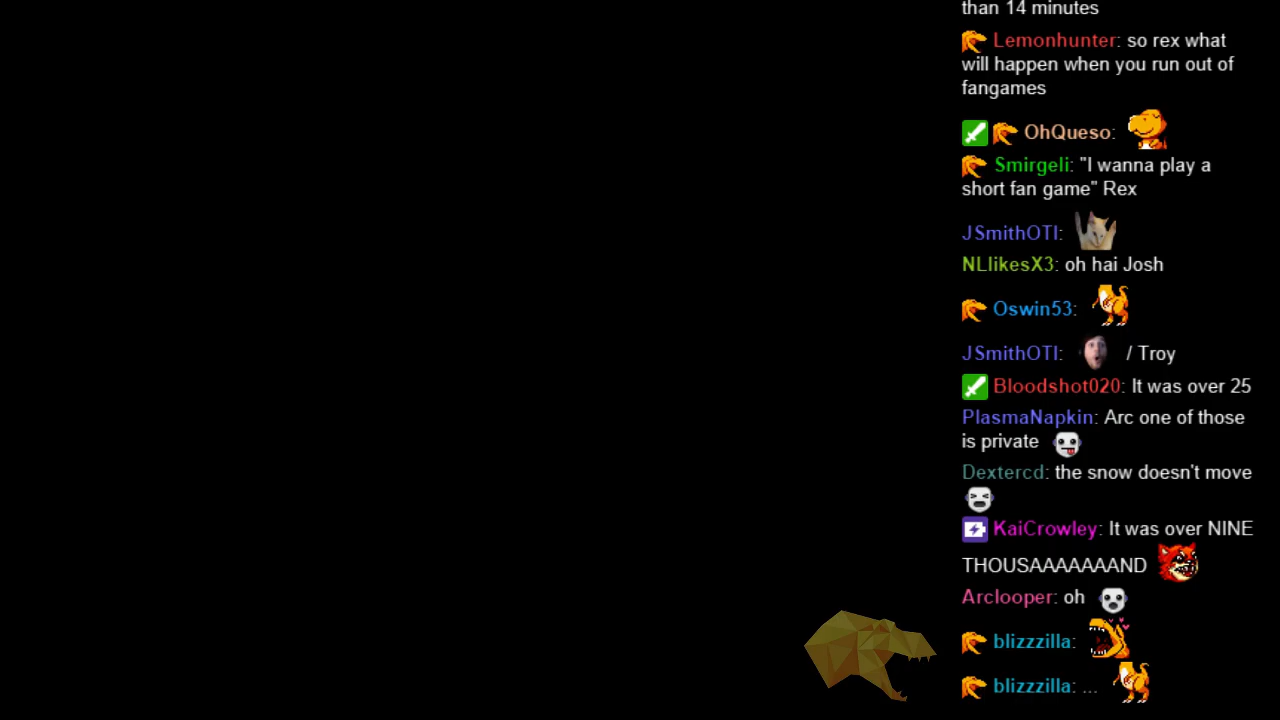 than 14 minutes
Lemonhunter: so rex what
will happen when you run out of
fangames
OhQueso:
Smirgeli: "I wanna play a
short fan game" Rex
JSmithOTI:
NLlikesX3: oh hai Josh
Oswin53:
JSmithOTI: / Troy
Bloodshot020: It was over 25
PlasmaNapkin: Arc one of those
is private
Dextercd: the snow doesn't move
KaiCrowley: It was over NINE
THOUSAAAAAAAND
Arclooper: oh
blizzzilla:
blizzzilla: ...